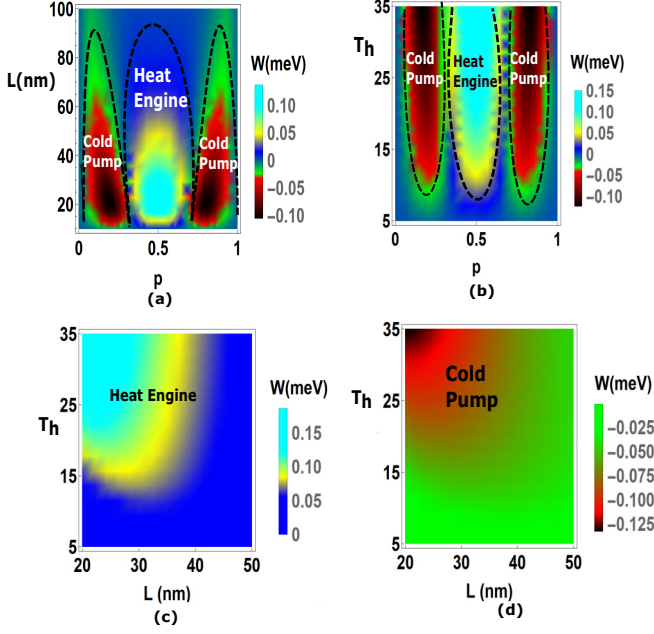 100
80
60
40
20
L(nm)
Heat
Engine
Cold
Pump
Cold
Pump
0
0.5
1
p
(a)
W(meV)
0.10
0.05
0
−0.05
−0.10
35
25
15
5
T_h
Cold
Pump
Heat
Engine
Cold
Pump
0
0.5
1
p
(b)
W(meV)
0.15
0.10
0.05
0
−0.05
−0.10
35
25
15
5
T_h
Heat Engine
20
30
40
50
L (nm)
(c)
W(meV)
0.15
0.10
0.05
0
35
25
15
5
T_h
Cold
Pump
20
30
40
50
L (nm)
(d)
W(meV)
−0.025
−0.050
−0.075
−0.100
−0.125